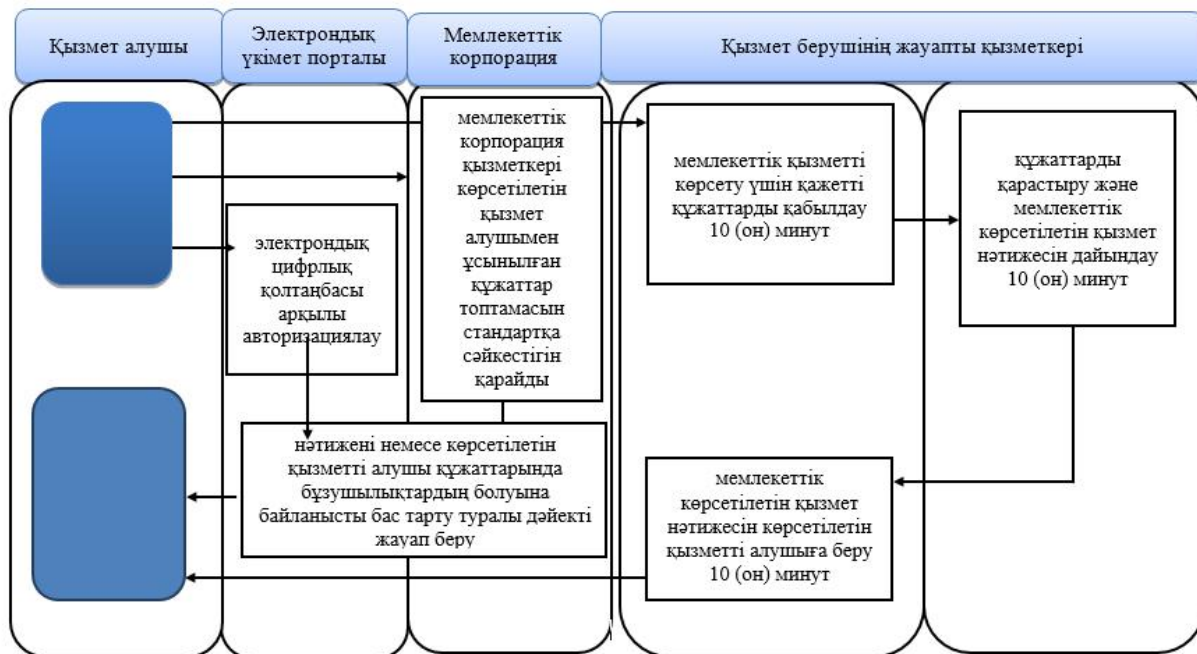 Қызмет алушы
Электрондық
үкімет порталы
Мемлекеттік
корпорация
Қызмет берушінің жауапты қызметкері
мемлекеттік
корпорация
қызметкері
көрсетілетін
қызмет
алушымен
ұсынылған
құжаттар
топтамасын
стандартқа
сәйкестігін
қарайды
электрондық
цифрлық
қолтаңбасы
арқылы
авторизациялау
мемлекеттік қызметті
көрсету үшін қажетті
құжаттарды қабылдау
10 (он) минут
құжаттарды
қарастыру және
мемлекеттік
көрсетілетін қызмет
нәтижесін дайындау
10 (он) минут
нәтижені немесе көрсетілетін
қызметті алушы құжаттарында
бұзушылықтардың болуына
байланысты бас тарту туралы дәйекті
жауап беру
мемлекеттік
көрсетілетін қызмет
нәтижесін көрсетілетін
қызметті алушыға беру
10 (он) минут